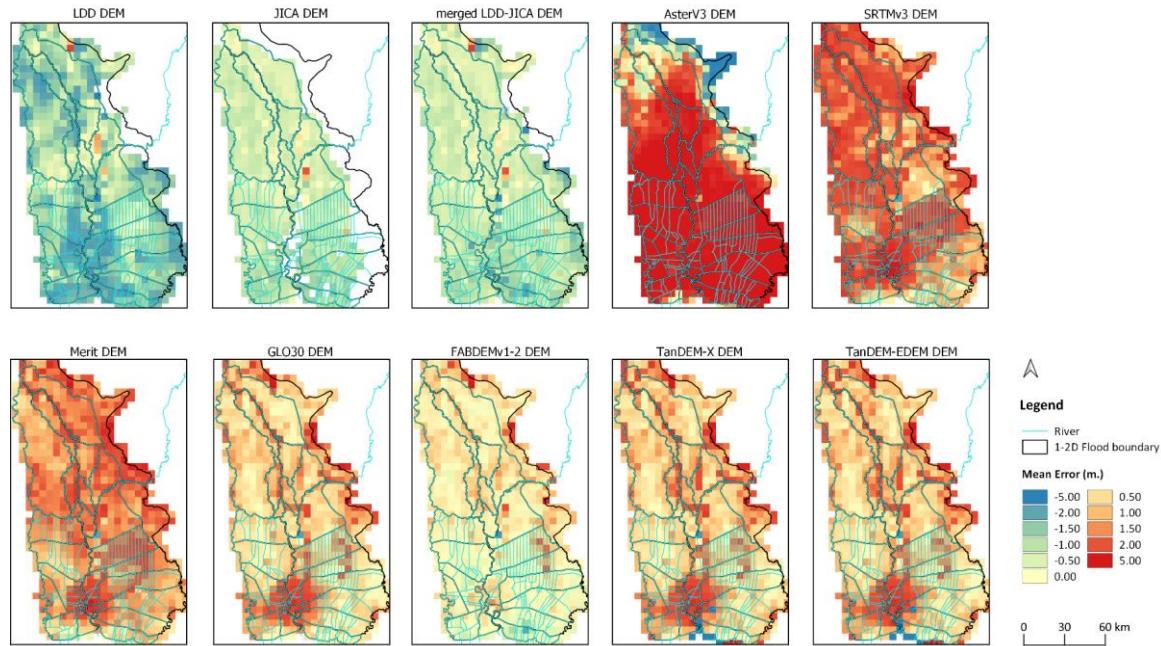 LDD DEM
JICA DEM
merged LDD-JICA DEM
AsterV3 DEM
SRTMv3 DEM
Merit DEM
GLO30 DEM
FABDEMv1-2 DEM
TanDEM-X DEM
TanDEM-EDEM DEM
Legend
River
1-2D Flood boundary
Mean Error (m.)
-5.00 0.50
-2.00 1.00
-1.50 1.50
-1.00 2.00
-0.50 5.00
0.00
0 30 60 km